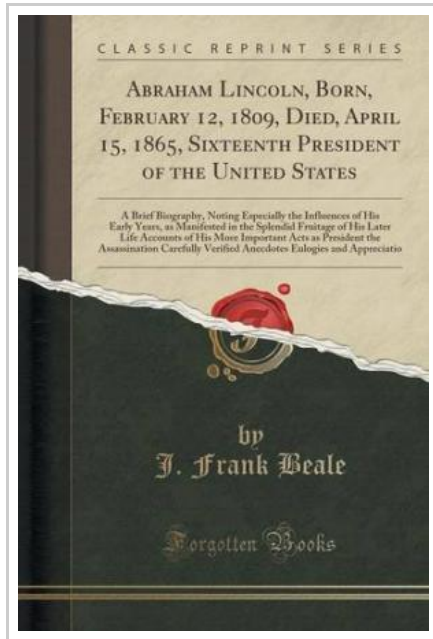 CLASSIC REPRINT SERIES
ABRAHAM LINCOLN, BORN,
FEBRUARY 12, 1809, DIED, APRIL
15, 1865, SIXTEENTH PRESIDENT
OF THE UNITED STATES
A Brief Biography, Noting Especially the Influences of His
Early Years, as Manifested in the Splendid Fruitage of His Later
Life Accounts of His More Important Acts as President the
Assassination Carefully Verified Anecdotes Eulogies and Appreciatio
by
J. Frank Beale
Forgotten Books